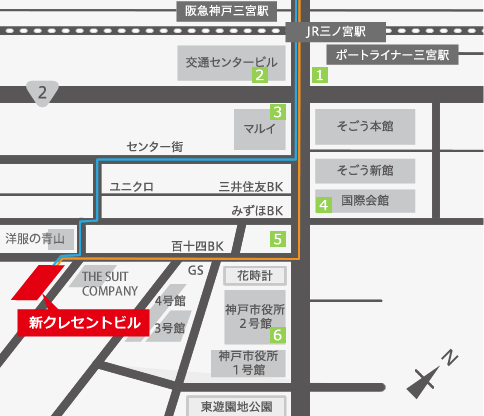 阪急神戸三宮駅
JR三ノ宮駅
ポートライナー三宮駅
交通センタービル
2
1
2
3
マルイ
そごう本館
センター街
そごう新館
ユニクロ
三井住友BK
4
国際会館
みずほBK
洋服の青山
百十四BK
5
GS
花時計
THE SUIT
COMPANY
4号館
神戸市役所
2号館
新クレセントビル
3号館
6
神戸市役所
1号館
N
東遊園地公園